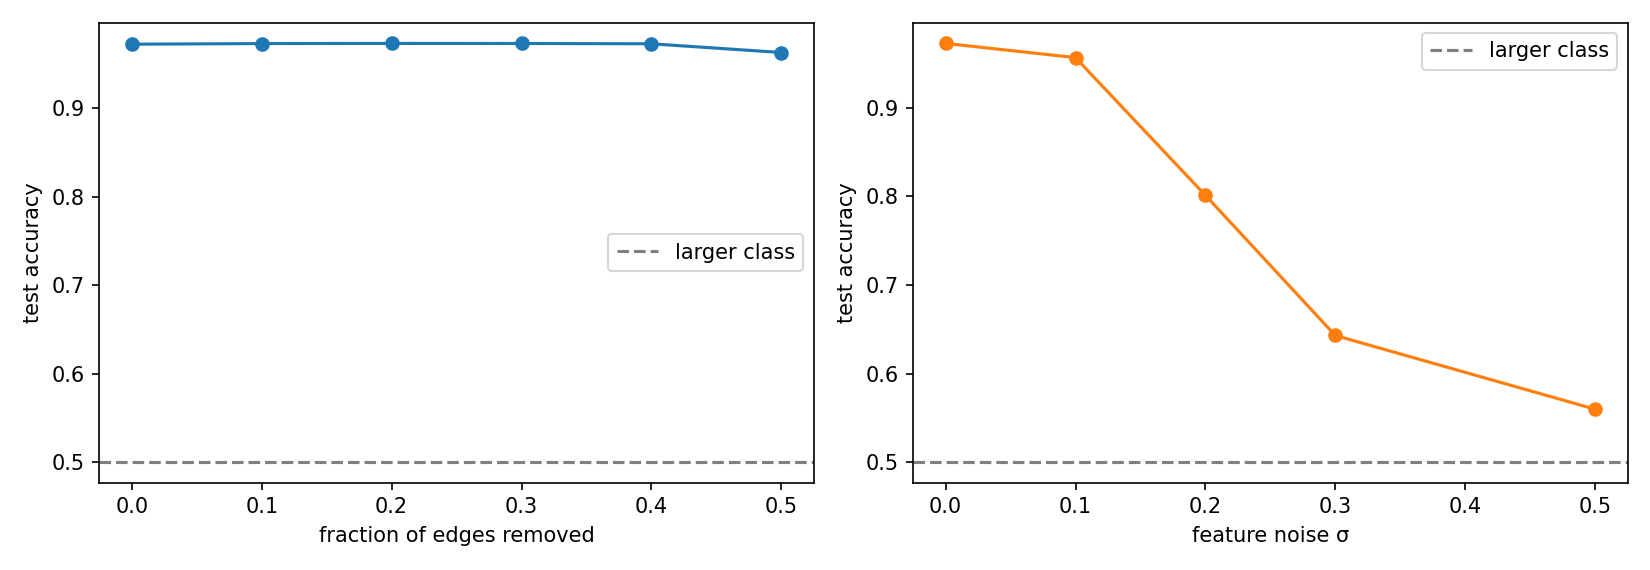 test accuracy
0.9
0.8
0.7
0.6
0.5
larger class
0.0 0.1 0.2 0.3 0.4 0.5
fraction of edges removed
test accuracy
0.9
0.8
0.7
0.6
0.5
larger class
0.0 0.1 0.2 0.3 0.4 0.5
feature noise σ